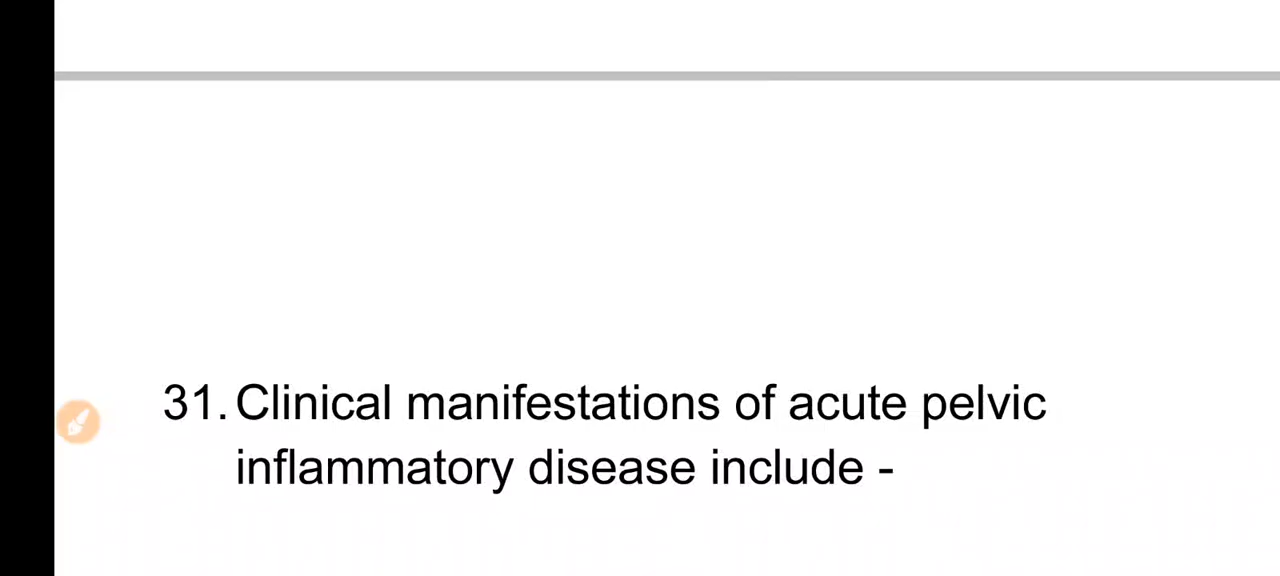 31. Clinical manifestations of acute pelvic
inflammatory disease include -